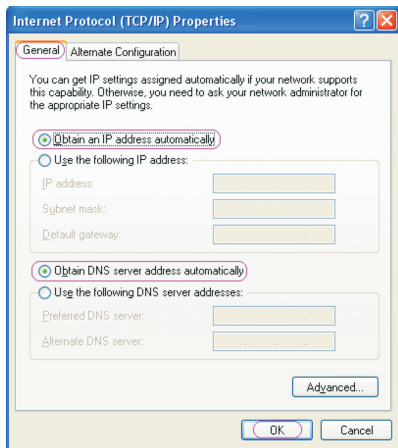 Internet Protocol (TCP/IP) Properties
General
Alternate Configuration
You can get IP settings assigned automatically if your network supports
this capability. Otherwise, you need to ask your network administrator for
the appropriate IP settings.
Obtain an IP address automatically
Use the following IP address:
IP address:
Subnet mask:
Default gateway:
Obtain DNS server address automatically
Use the following DNS server addresses:
Preferred DNS server:
Alternate DNS server:
Advanced...
OK
Cancel